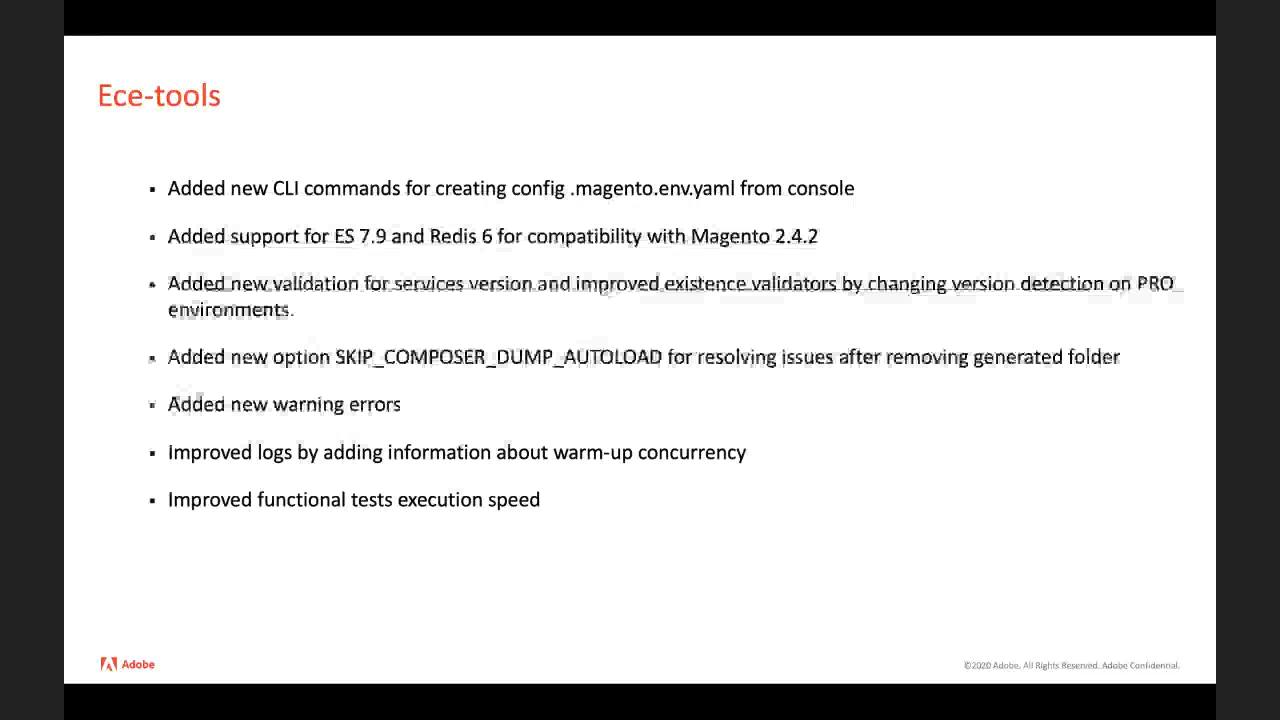 Ece-tools
▪ Added new CLI commands for creating config .magento.env.yaml from console
▪ Added support for ES 7.9 and Redis 6 for compatibility with Magento 2.4.2
▪ Added new validation for services version and improved existence validators by changing version detection on PRO
environments.
▪ Added new option SKIP_COMPOSER_DUMP_AUTOLOAD for resolving issues after removing generated folder
▪ Added new warning errors
▪ Improved logs by adding information about warm-up concurrency
▪ Improved functional tests execution speed
Adobe
©2020 Adobe. All Rights Reserved. Adobe Confidential.